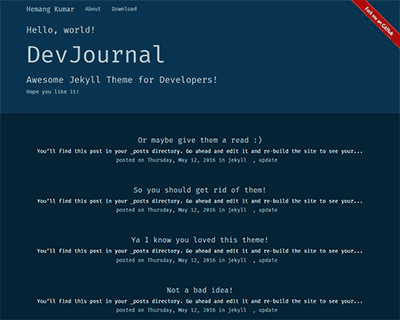 Hemang Kumar About Download
Fork me on GitHub
Hello, world!
DevJournal
Awesome Jekyll Theme for Developers!
Hope you like it!
Or maybe give them a read :)
You'll find this post in your _posts directory. Go ahead and edit it and re-build the site to see your...
posted on Thursday, May 12, 2016 in jekyll , update
So you should get rid of them!
You'll find this post in your _posts directory. Go ahead and edit it and re-build the site to see your...
posted on Thursday, May 12, 2016 in jekyll , update
Ya I know you loved this theme!
You'll find this post in your _posts directory. Go ahead and edit it and re-build the site to see your...
posted on Thursday, May 12, 2016 in jekyll , update
Not a bad idea!
You'll find this post in your _posts directory. Go ahead and edit it and re-build the site to see your...
posted on Thursday, May 12, 2016 in jekyll , update